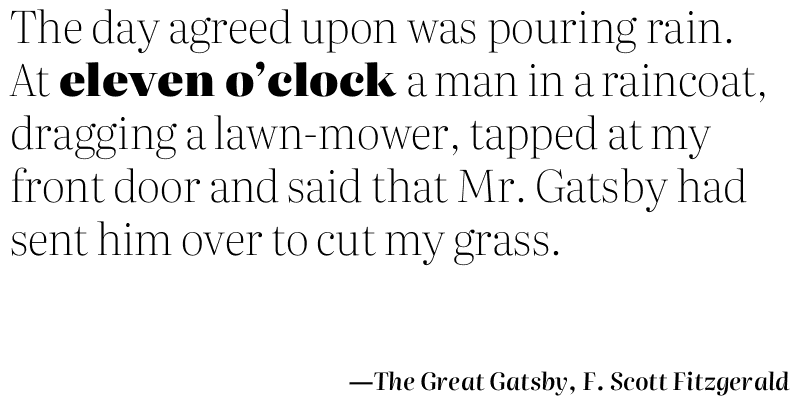 The day agreed upon was pouring rain.
At eleven o’clock a man in a raincoat,
dragging a lawn-mower, tapped at my
front door and said that Mr. Gatsby had
sent him over to cut my grass.
—The Great Gatsby, F. Scott Fitzgerald